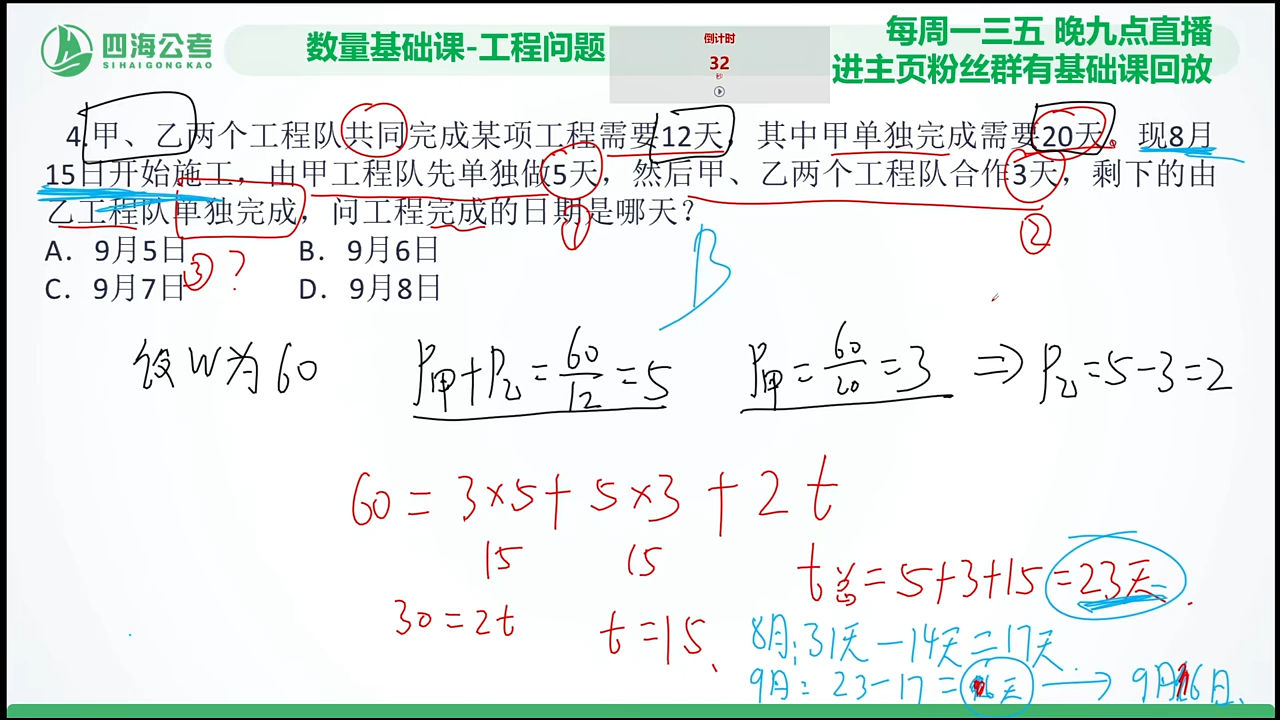 四海公考
SIHAIGONGKAO
数量基础课-工程问题
倒计时
32
秒
每周一三五 晚九点直播
进主页粉丝群有基础课回放
4.甲、乙两个工程队共同完成某项工程需要12天，其中甲单独完成需要20天。现8月
15日开始施工，由甲工程队先单独做5天，然后甲、乙两个工程队合作3天，剩下的由
乙工程队单独完成，问工程完成的日期是哪天？
① ②
A. 9月5日 B. 9月6日
③ ?
C. 9月7日 D. 9月8日
B
设W为60 P甲+P乙=60/12=5 P甲=60/20=3 ⇒ P乙=5-3=2
60=3×5+5×3+2t
15 15
t总=5+3+15=23天
30=2t t=15
8月:31天-14天=17天
9月: 23-17=6天 → 9月6日